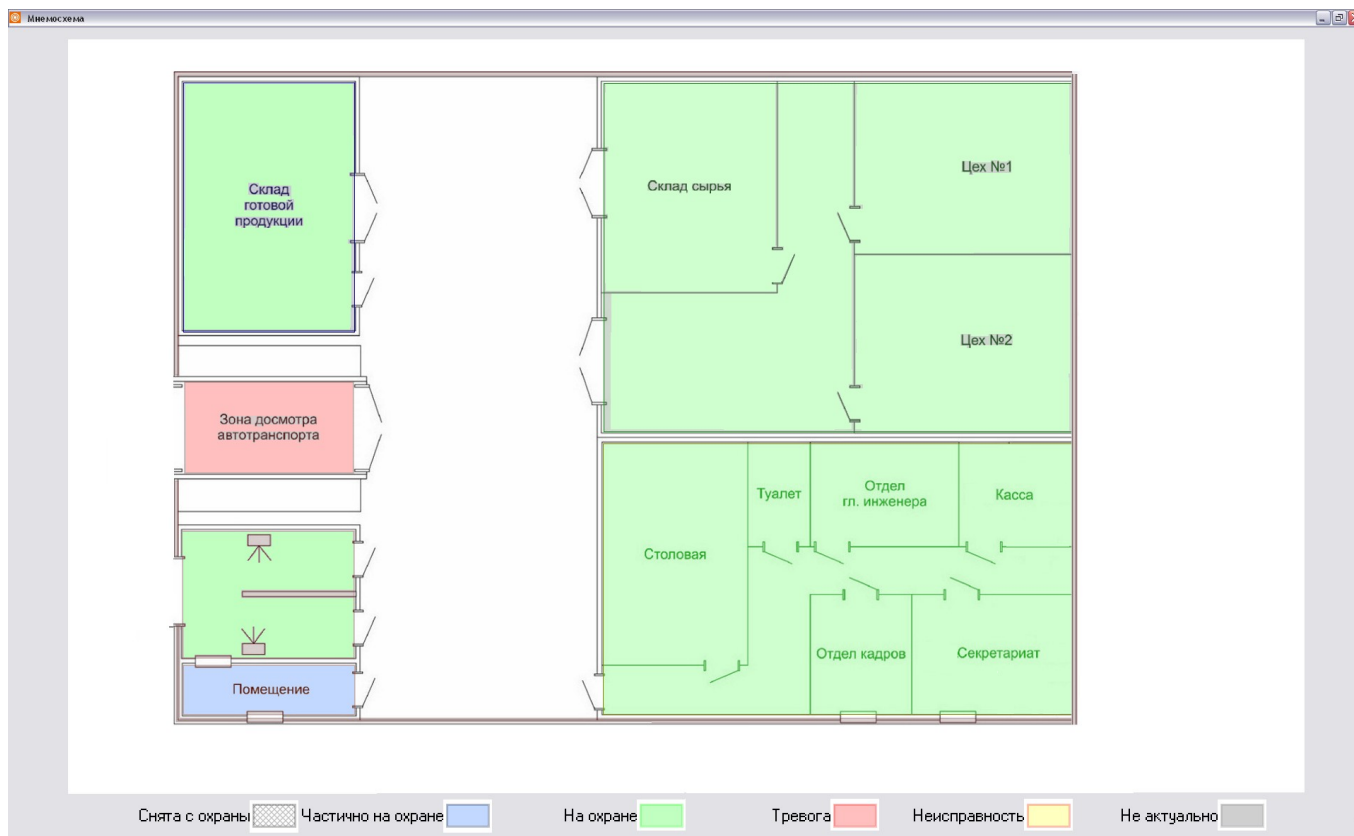 Мнемосхема
Склад
готовой
продукции
Склад сырья
Цех №1
Цех №2
Зона досмотра
автотранспорта
Столовая
Туалет
Отдел
гл. инженера
Касса
Отдел кадров
Секретариат
Помещение
Снята с охраны
Частично на охране
На охране
Тревога
Неисправность
Не актуально